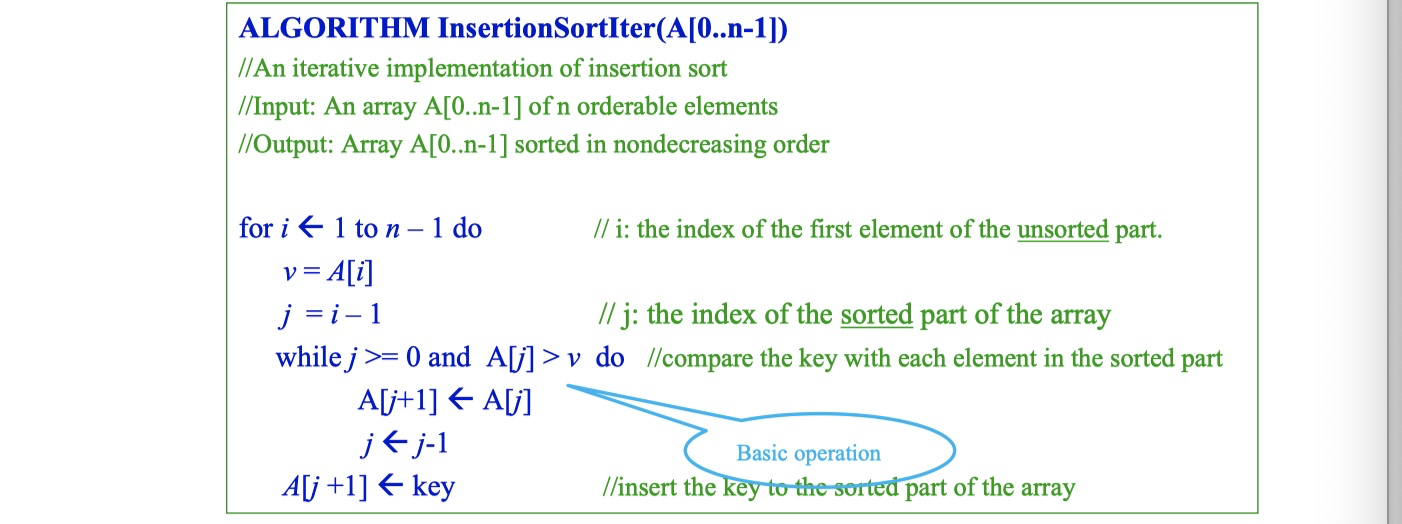 ALGORITHM InsertionSortIter(A[0..n-1])
//An iterative implementation of insertion sort
//Input: An array A[0..n-1] of n orderable elements
//Output: Array A[0..n-1] sorted in nondecreasing order
for i ← 1 to n – 1 do // i: the index of the first element of the unsorted part.
v = A[i]
j = i – 1 // j: the index of the sorted part of the array
while j >= 0 and A[j] > v do //compare the key with each element in the sorted part
A[j+1] ← A[j]
j ← j-1
Basic operation
A[j +1] ← key //insert the key to the sorted part of the array